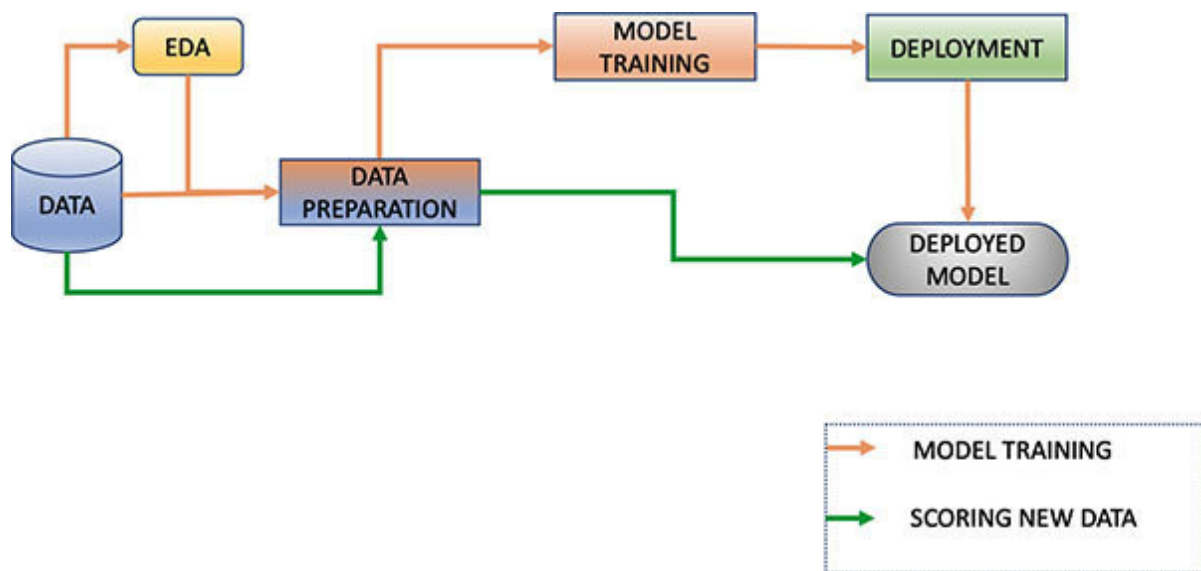 EDA
MODEL
TRAINING
DEPLOYMENT
DATA
DATA
PREPARATION
DEPLOYED
MODEL
MODEL TRAINING
SCORING NEW DATA